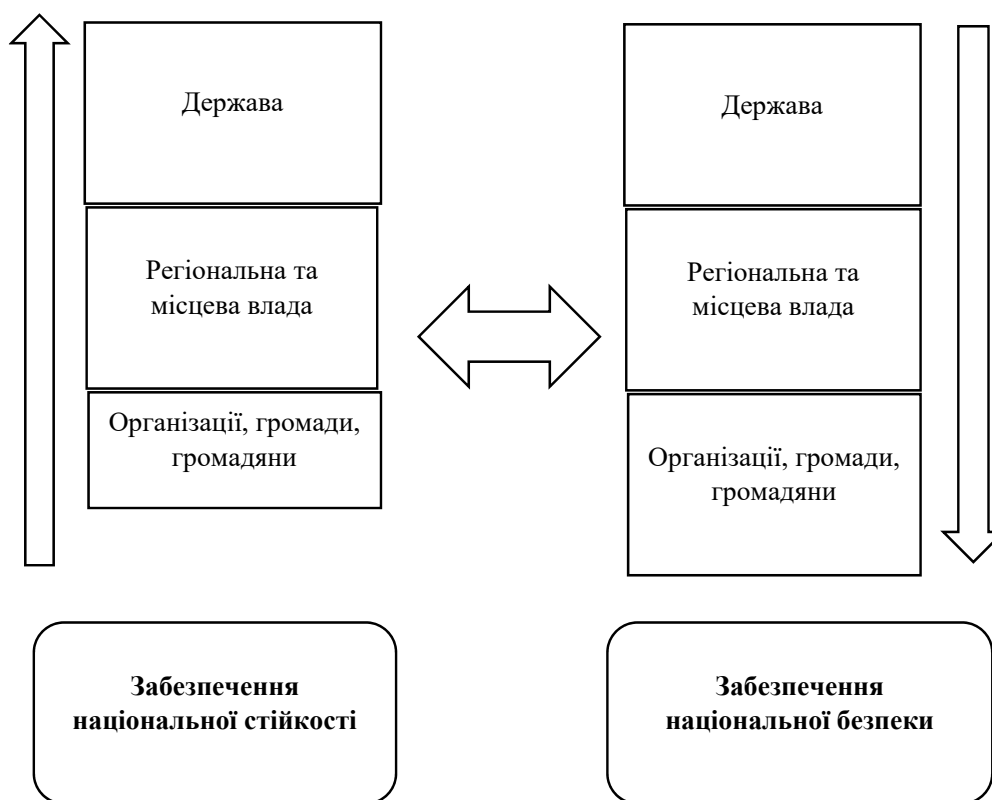 Держава
Регіональна та
місцева влада
Організації, громади,
громадяни
Держава
Регіональна та
місцева влада
Організації, громади,
громадяни
Забезпечення
національної стійкості
Забезпечення
національної безпеки